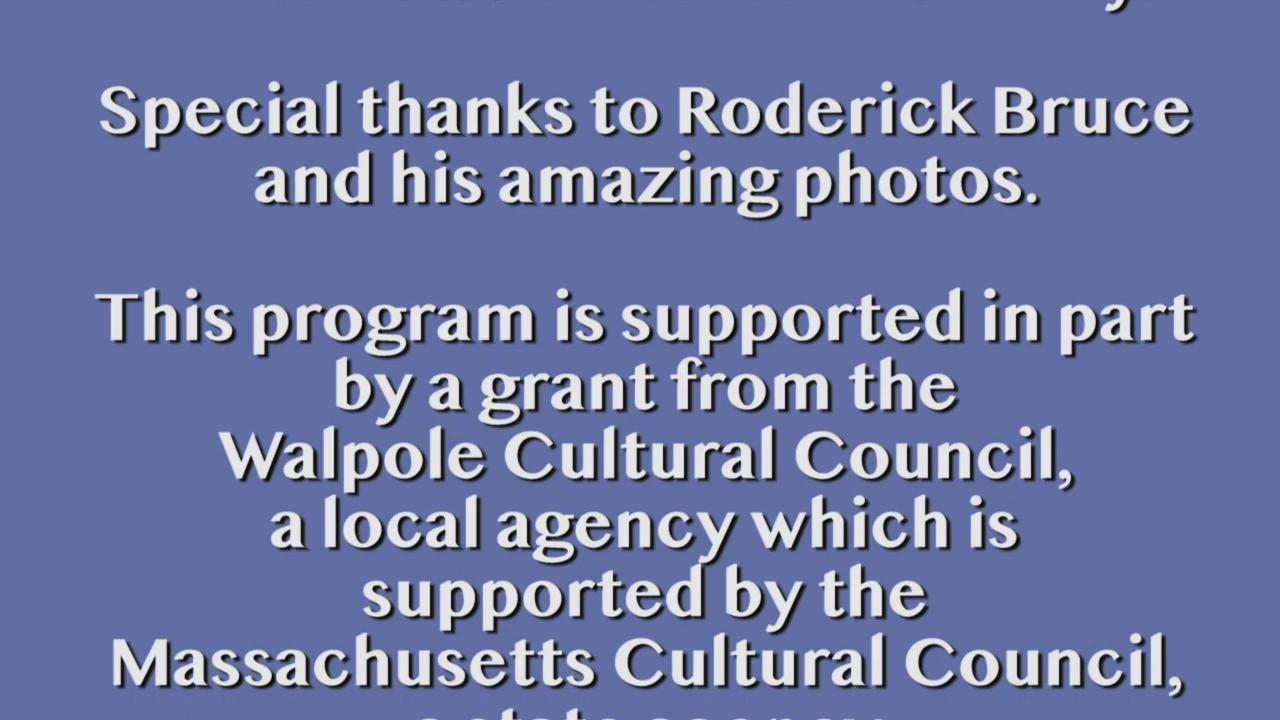 Special thanks to Roderick Bruce
and his amazing photos.
This program is supported in part
by a grant from the
Walpole Cultural Council,
a local agency which is
supported by the
Massachusetts Cultural Council,